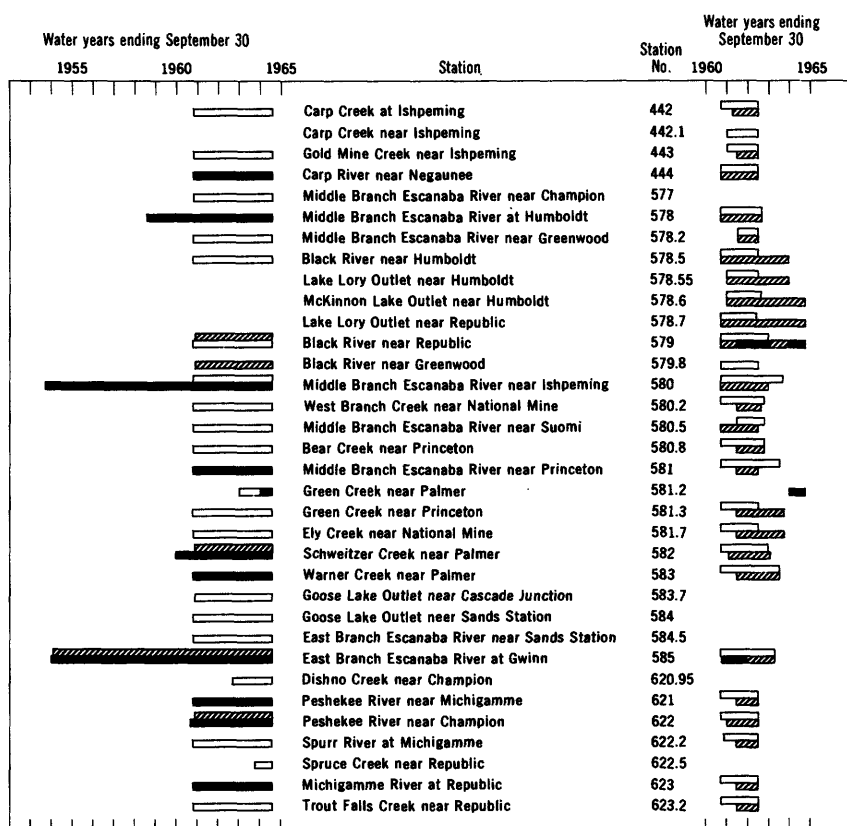 Water years ending September 30
Water years ending
September 30
1955 1960 1965 Station Station No. 1960 1965
Carp Creek at Ishpeming 442
Carp Creek near Ishpeming 442.1
Gold Mine Creek near Ishpeming 443
Carp River near Negaunee 444
Middle Branch Escanaba River near Champion 577
Middle Branch Escanaba River at Humboldt 578
Middle Branch Escanaba River near Greenwood 578.2
Black River near Humboldt 578.5
Lake Lory Outlet near Humboldt 578.55
McKinnon Lake Outlet near Humboldt 578.6
Lake Lory Outlet near Republic 578.7
Black River near Republic 579
Black River near Greenwood 579.8
Middle Branch Escanaba River near Ishpeming 580
West Branch Creek near National Mine 580.2
Middle Branch Escanaba River near Suomi 580.5
Bear Creek near Princeton 580.8
Middle Branch Escanaba River near Princeton 581
Green Creek near Palmer 581.2
Green Creek near Princeton 581.3
Ely Creek near National Mine 581.7
Schweitzer Creek near Palmer 582
Warner Creek near Palmer 583
Goose Lake Outlet near Cascade Junction 583.7
Goose Lake Outlet neer Sands Station 584
East Branch Escanaba River near Sands Station 584.5
East Branch Escanaba River at Gwinn 585
Dishno Creek near Champion 620.95
Peshekee River near Michigamme 621
Peshekee River near Champion 622
Spurr River at Michigamme 622.2
Spruce Creek near Republic 622.5
Michigamme River at Republic 623
Trout Falls Creek near Republic 623.2